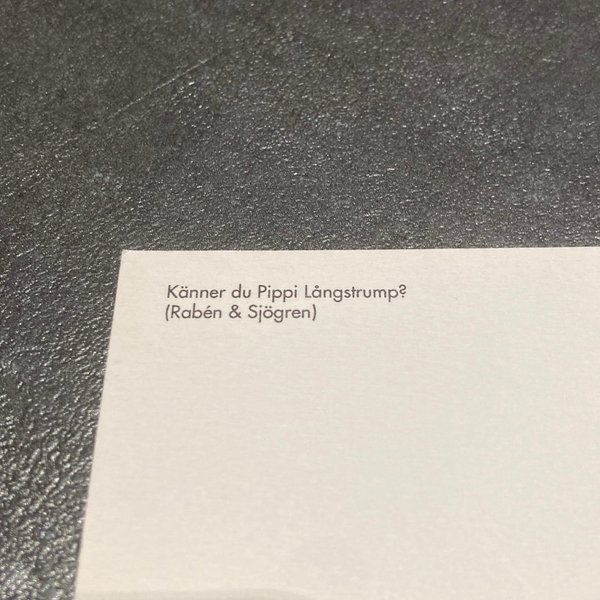 Känner du Pippi Långstrump?
(Rabén & Sjögren)